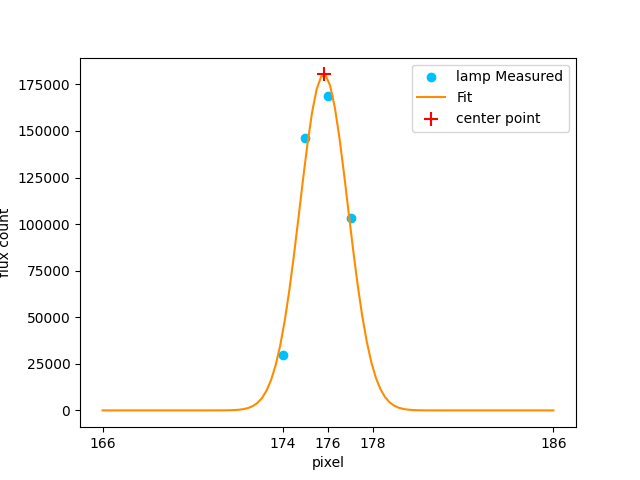 lamp Measured
Fit
center point
175000
150000
125000
100000
75000
50000
25000
0
flux count
166
174
176
178
186
pixel